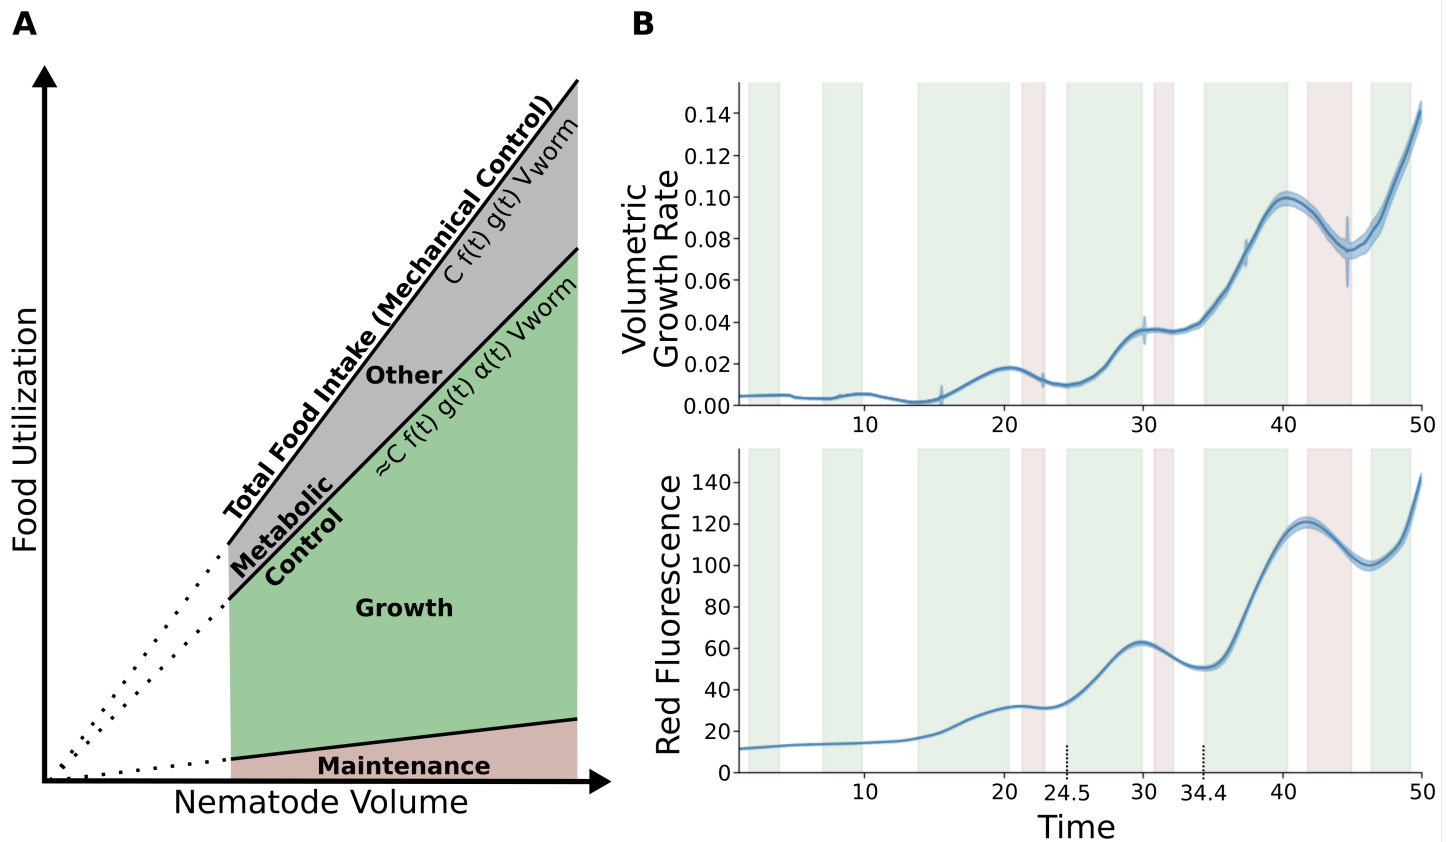 A
Food Utilization
Total Food Intake (Mechanical Control)
C f(t) g(t) Vworm
Other
≈C f(t) g(t) α(t) Vworm
Metabolic
Control
Growth
Maintenance
Nematode Volume
B
Volumetric
Growth Rate
0.14
0.12
0.10
0.08
0.06
0.04
0.02
0.00
10 20 30 40 50
Red Fluorescence
140
120
100
80
60
40
20
0
10 20 24.5 30 34.4 40 50
Time